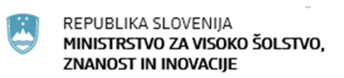 REPUBLIKA SLOVENIJA
MINISTRSTVO ZA VISOKO ŠOLSTVO,
ZNANOST IN INOVACIJE